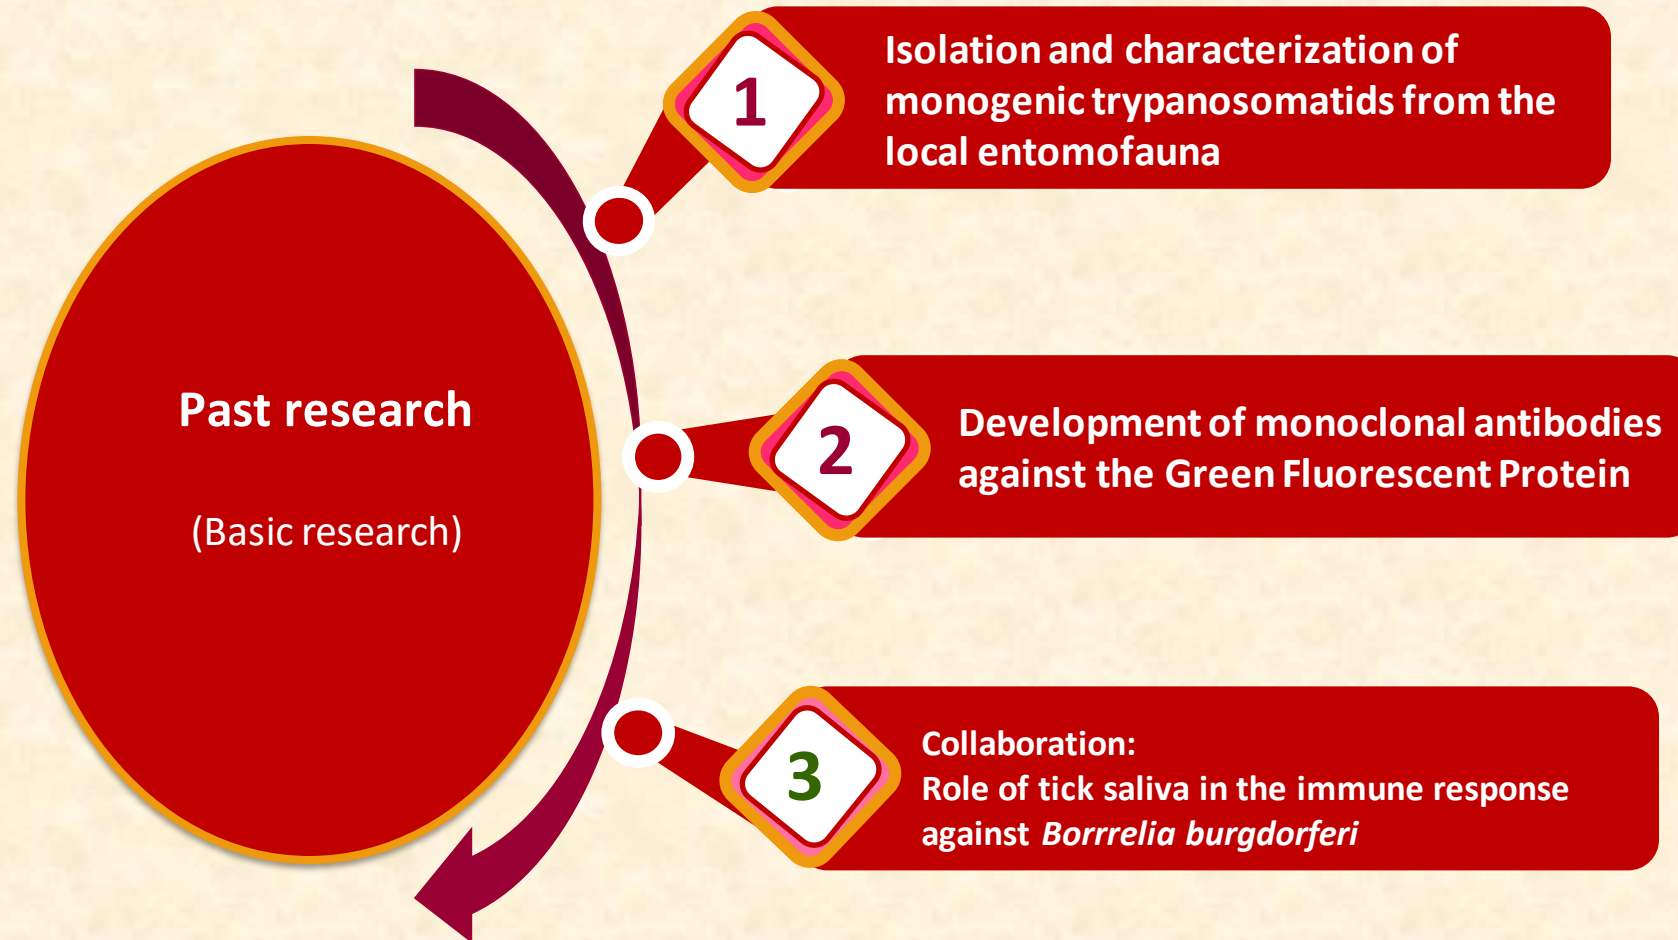 Past research
(Basic research)
1
Isolation and characterization of
monogenic trypanosomatids from the
local entomofauna
2
Development of monoclonal antibodies
against the Green Fluorescent Protein
3
Collaboration:
Role of tick saliva in the immune response
against Borrrelia burgdorferi